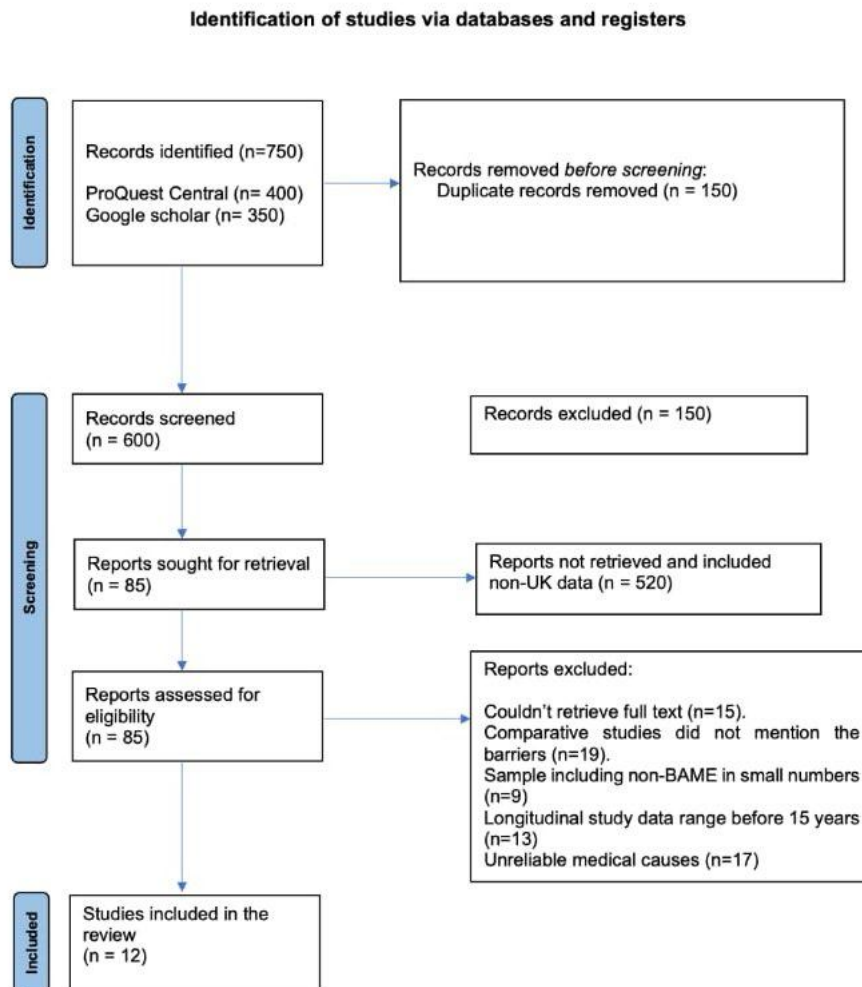 Identification of studies via databases and registers
Identification
Records identified (n=750)
ProQuest Central (n= 400)
Google scholar (n= 350)
Records removed before screening:
Duplicate records removed (n = 150)
Screening
Records screened
(n = 600)
Records excluded (n = 150)
Reports sought for retrieval
(n = 85)
Reports not retrieved and included
non-UK data (n = 520)
Reports assessed for
eligibility
(n = 85)
Reports excluded:
Couldn't retrieve full text (n=15).
Comparative studies did not mention the
barriers (n=19).
Sample including non-BAME in small numbers
(n=9)
Longitudinal study data range before 15 years
(n=13)
Unreliable medical causes (n=17)
Included
Studies included in the
review
(n = 12)